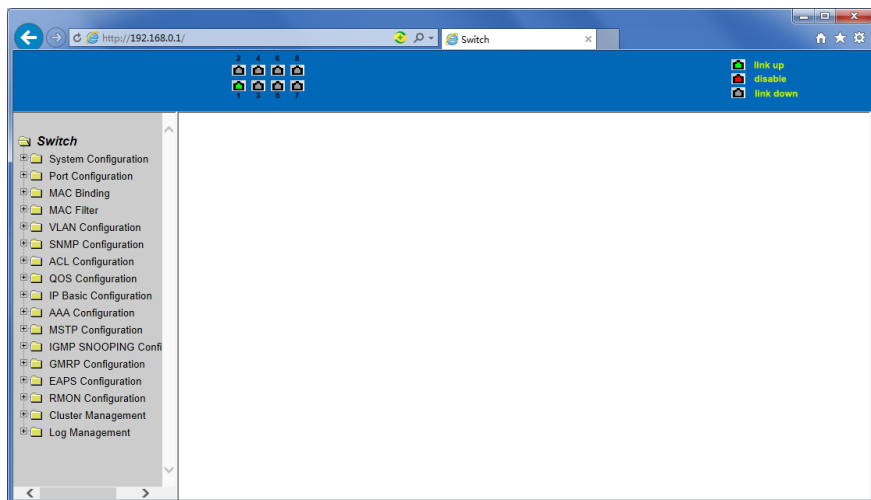 http://192.168.0.1/
Switch
2 4 6 8
1 3 5 7
link up
disable
link down
Switch
System Configuration
Port Configuration
MAC Binding
MAC Filter
VLAN Configuration
SNMP Configuration
ACL Configuration
QOS Configuration
IP Basic Configuration
AAA Configuration
MSTP Configuration
IGMP SNOOPING Confi
GMRP Configuration
EAPS Configuration
RMON Configuration
Cluster Management
Log Management